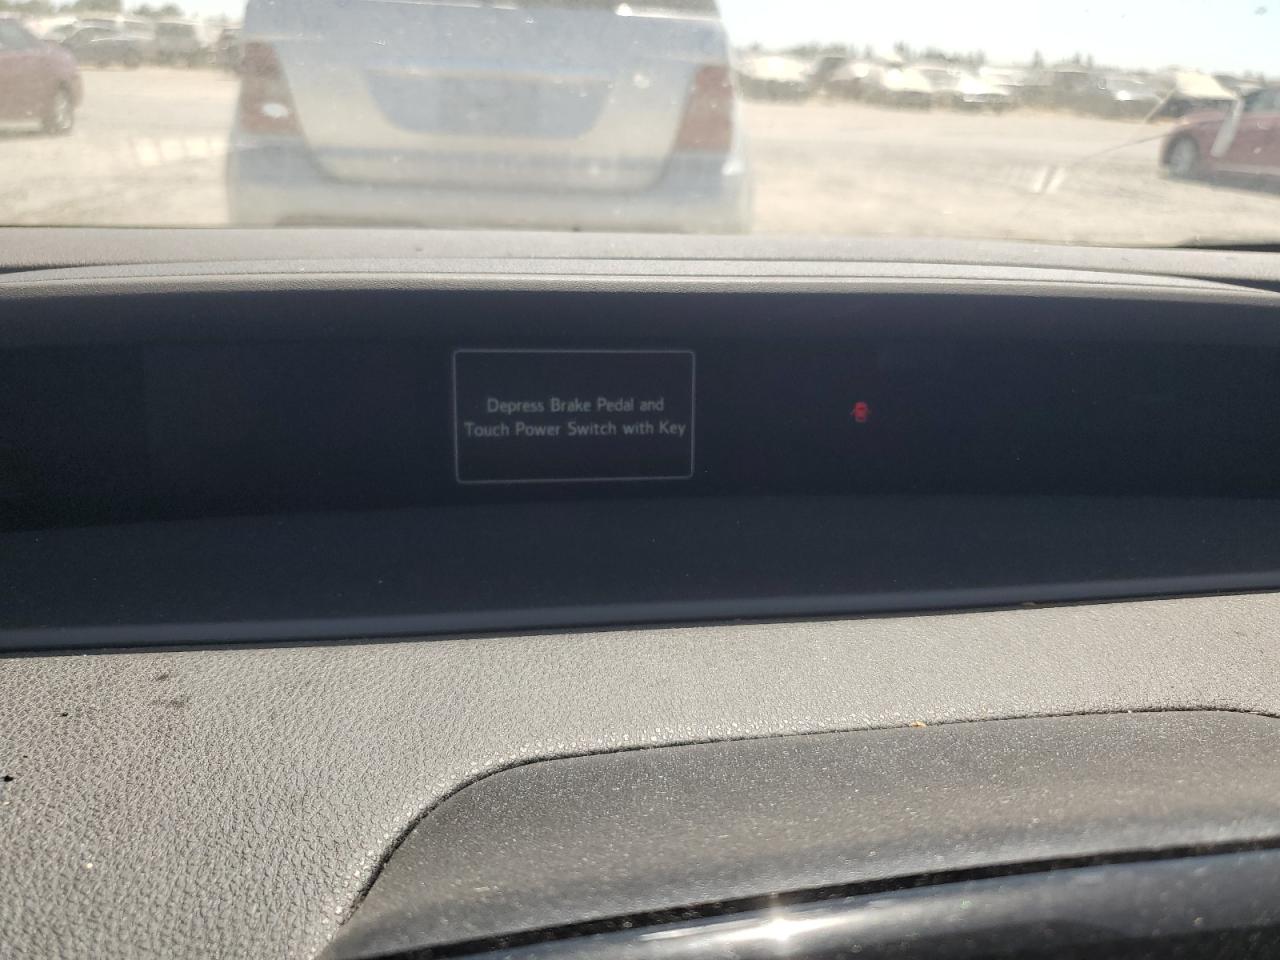 Depress Brake Pedal and
Touch Power Switch with Key